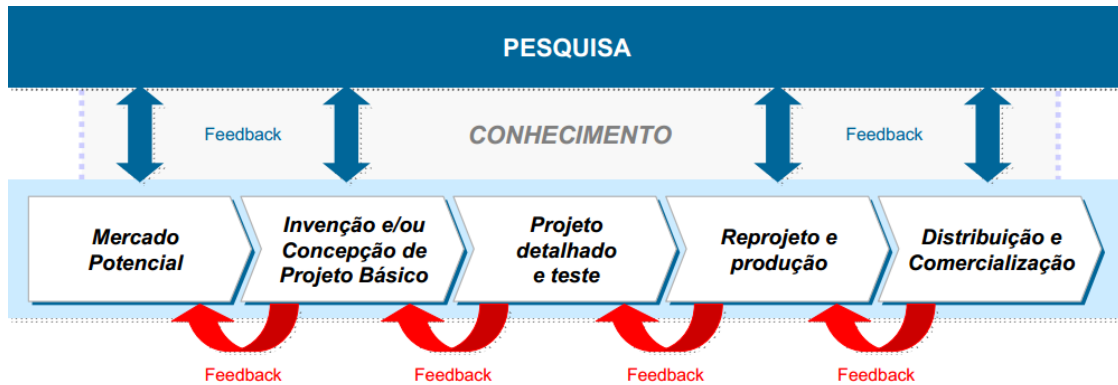 PESQUISA
Feedback
CONHECIMENTO
Feedback
Mercado
Potencial
Invenção e/ou
Concepção de
Projeto Básico
Projeto
detalhado
e teste
Reprojeto e
produção
Distribuição e
Comercialização
Feedback
Feedback
Feedback
Feedback